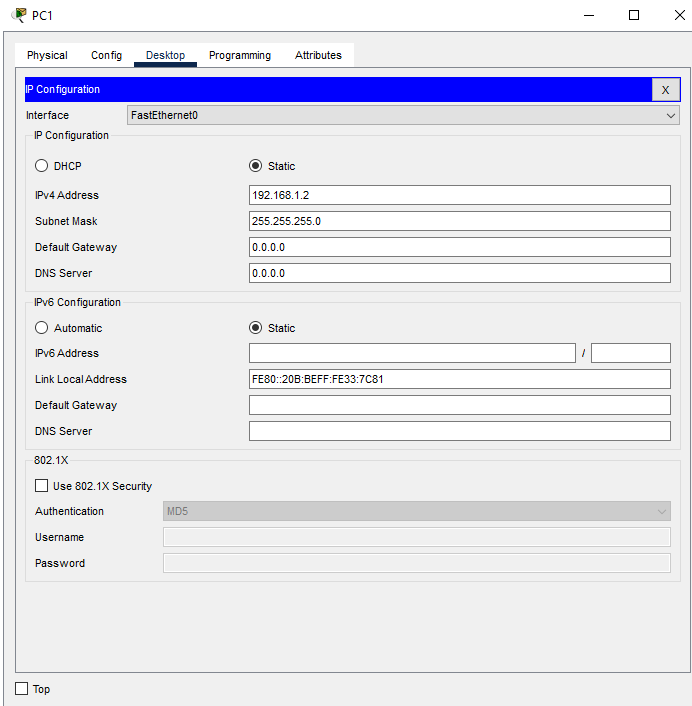 PC1
Physical Config Desktop Programming Attributes
IP Configuration X
Interface FastEthernet0
IP Configuration
DHCP Static
IPv4 Address 192.168.1.2
Subnet Mask 255.255.255.0
Default Gateway 0.0.0.0
DNS Server 0.0.0.0
IPv6 Configuration
Automatic Static
IPv6 Address /
Link Local Address FE80::20B:BEFF:FE33:7C81
Default Gateway
DNS Server
802.1X
Use 802.1X Security
Authentication MD5
Username
Password
Top